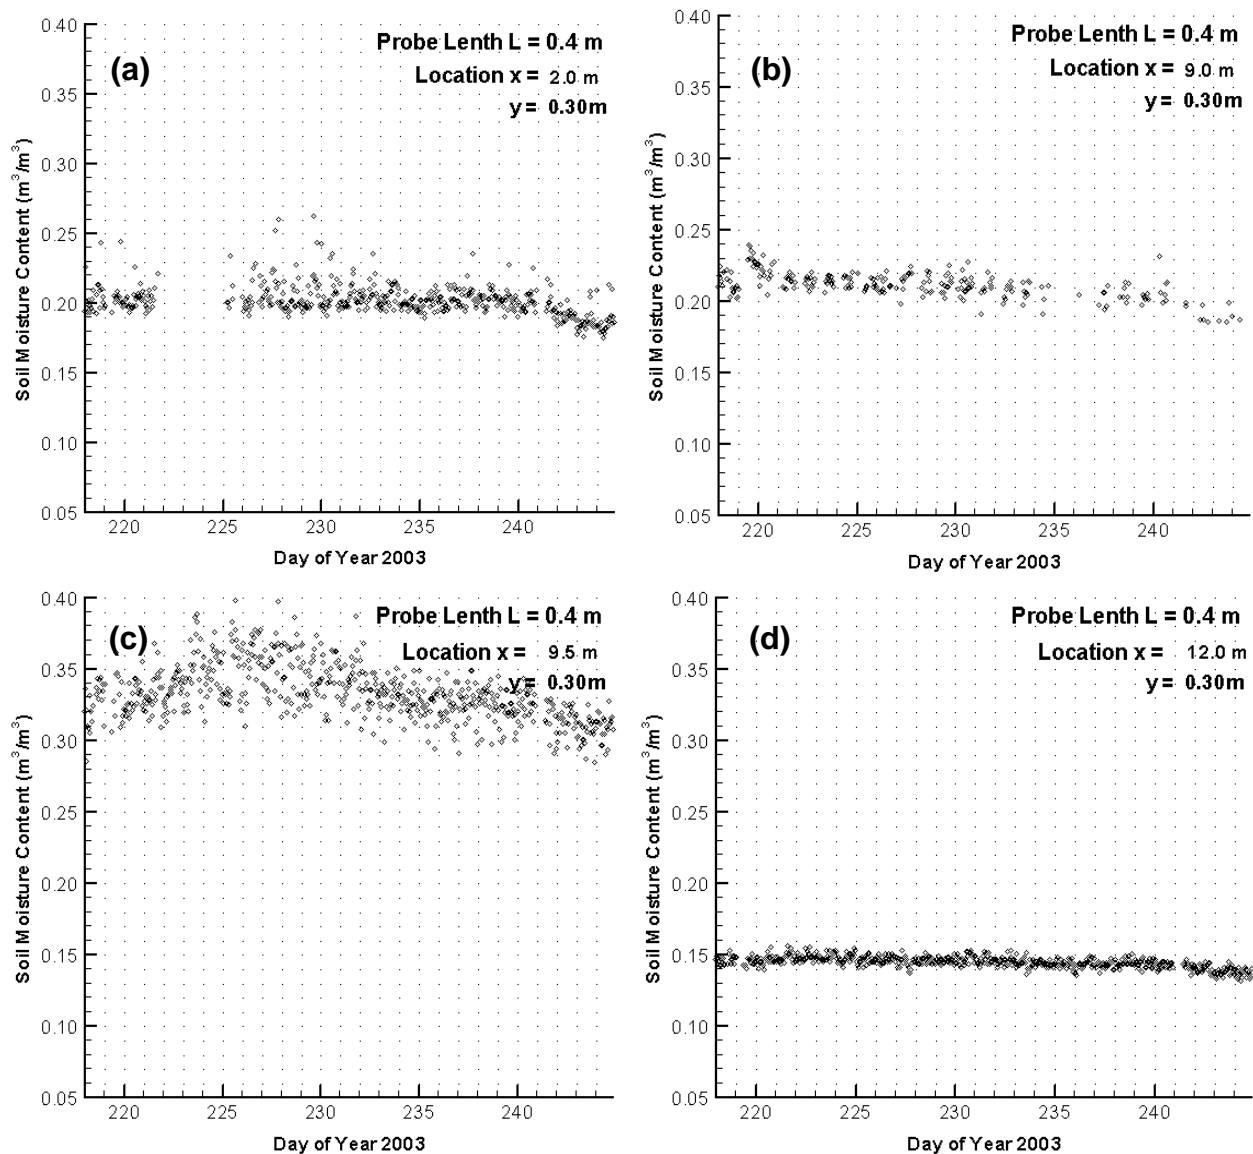 (a)
Probe Lenth L = 0.4 m
Location x = 2.0 m
y = 0.30m
Soil Moisture Content (m³/m³)
0.40
0.35
0.30
0.25
0.20
0.15
0.10
0.05
220 225 230 235 240
Day of Year 2003
(b)
Probe Lenth L = 0.4 m
Location x = 9.0 m
y = 0.30m
Soil Moisture Content (m³/m³)
0.40
0.35
0.30
0.25
0.20
0.15
0.10
0.05
220 225 230 235 240
Day of Year 2003
(c)
Probe Lenth L = 0.4 m
Location x = 9.5 m
y = 0.30m
Soil Moisture Content (m³/m³)
0.40
0.35
0.30
0.25
0.20
0.15
0.10
0.05
220 225 230 235 240
Day of Year 2003
(d)
Probe Lenth L = 0.4 m
Location x = 12.0 m
y = 0.30m
Soil Moisture Content (m³/m³)
0.40
0.35
0.30
0.25
0.20
0.15
0.10
0.05
220 225 230 235 240
Day of Year 2003